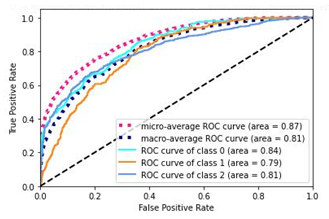 1.0
0.8
0.6
0.4
0.2
0.0
True Positive Rate
micro-average ROC curve (area = 0.87)
macro-average ROC curve (area = 0.81)
ROC curve of class 0 (area = 0.84)
ROC curve of class 1 (area = 0.79)
ROC curve of class 2 (area = 0.81)
0.0 0.2 0.4 0.6 0.8 1.0
False Positive Rate